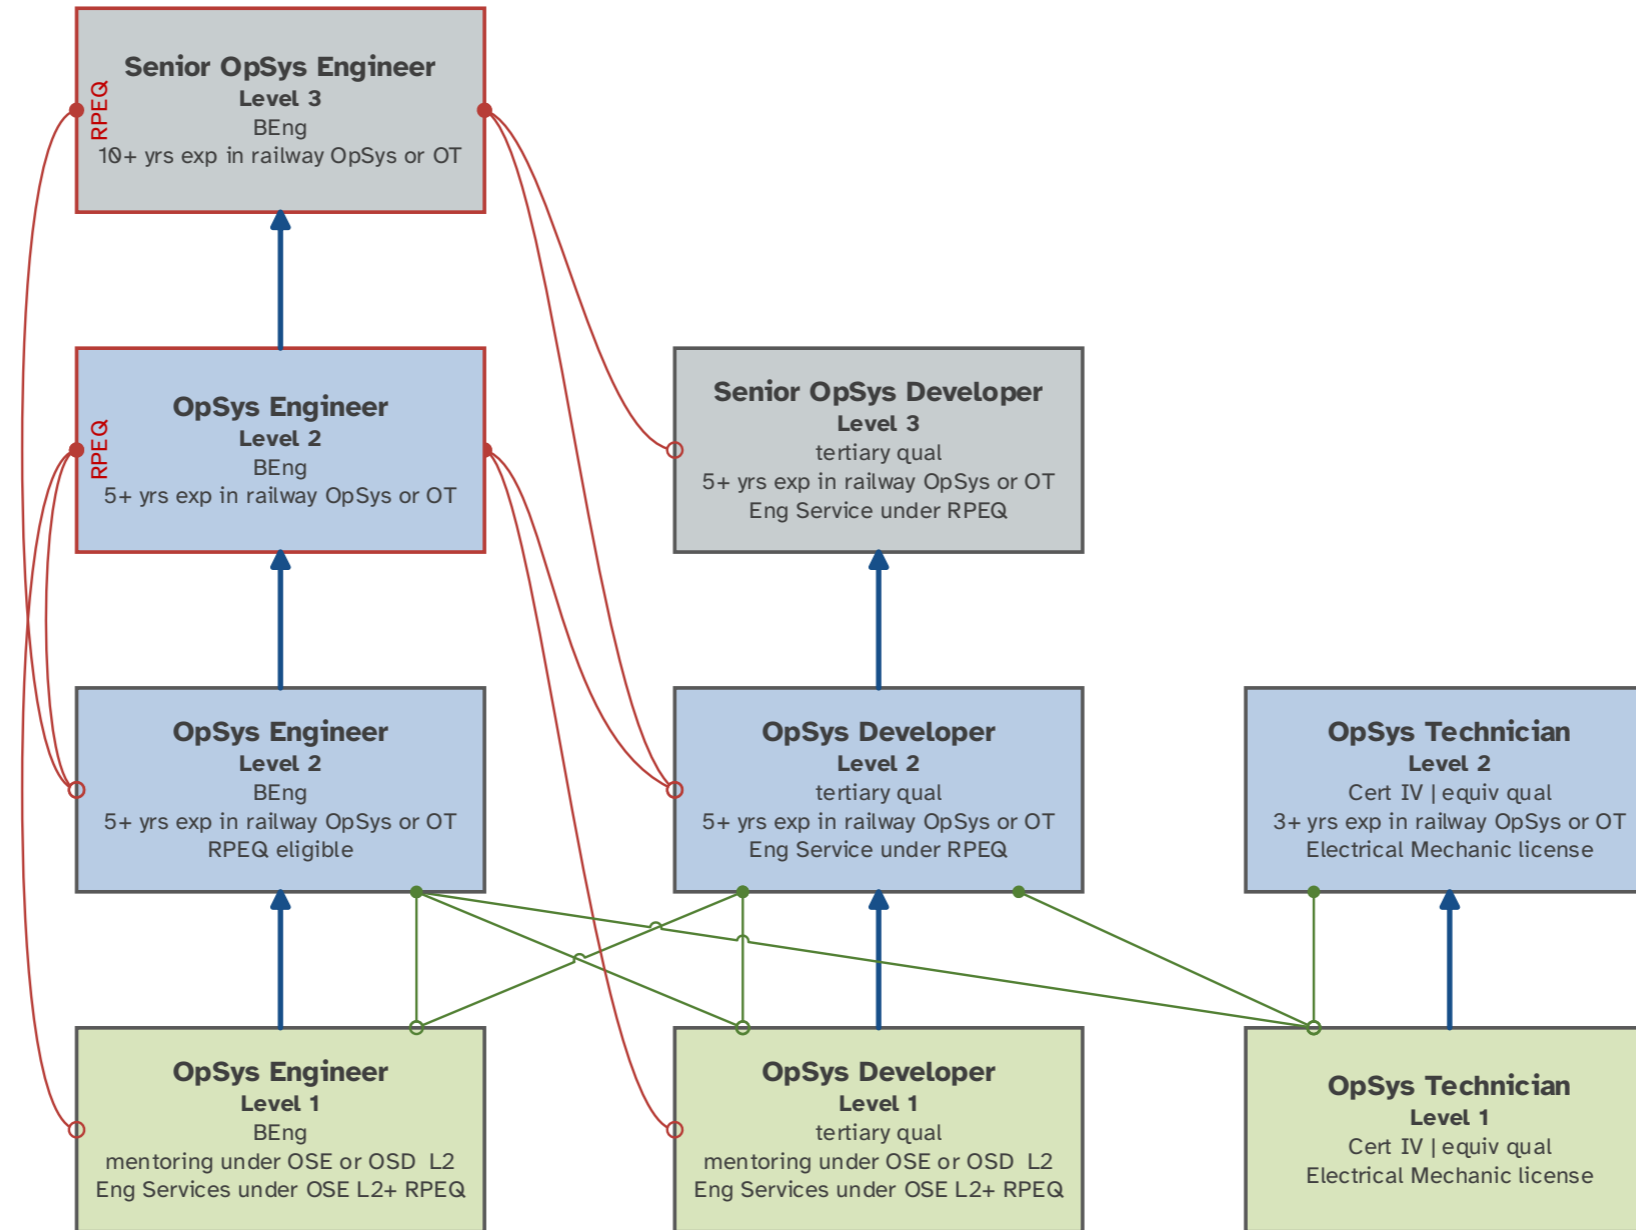 Senior OpSys Engineer
Level 3
BEng
10+ yrs exp in railway OpSys or OT
RPEQ
OpSys Engineer
Level 2
BEng
5+ yrs exp in railway OpSys or OT
RPEQ
Senior OpSys Developer
Level 3
tertiary qual
5+ yrs exp in railway OpSys or OT
Eng Service under RPEQ
OpSys Engineer
Level 2
BEng
5+ yrs exp in railway OpSys or OT
RPEQ eligible
OpSys Developer
Level 2
tertiary qual
5+ yrs exp in railway OpSys or OT
Eng Service under RPEQ
OpSys Technician
Level 2
Cert IV | equiv qual
3+ yrs exp in railway OpSys or OT
Electrical Mechanic license
OpSys Engineer
Level 1
BEng
mentoring under OSE or OSD L2
Eng Services under OSE L2+ RPEQ
OpSys Developer
Level 1
tertiary qual
mentoring under OSE or OSD L2
Eng Services under OSE L2+ RPEQ
OpSys Technician
Level 1
Cert IV | equiv qual
Electrical Mechanic license